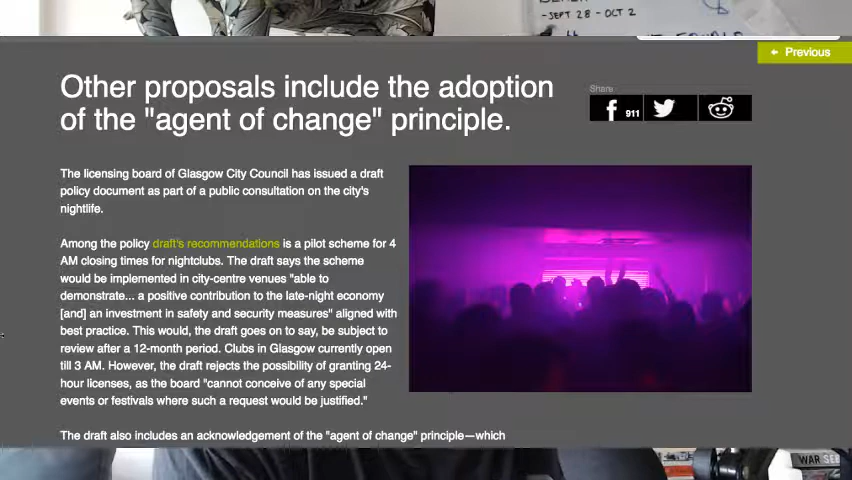 -SEPT 28 - OCT 2
Previous
Other proposals include the adoption
of the "agent of change" principle.
Share
911
The licensing board of Glasgow City Council has issued a draft
policy document as part of a public consultation on the city's
nightlife.
Among the policy draft's recommendations is a pilot scheme for 4
AM closing times for nightclubs. The draft says the scheme
would be implemented in city-centre venues "able to
demonstrate... a positive contribution to the late-night economy
[and] an investment in safety and security measures" aligned with
best practice. This would, the draft goes on to say, be subject to
review after a 12-month period. Clubs in Glasgow currently open
till 3 AM. However, the draft rejects the possibility of granting 24-
hour licenses, as the board "cannot conceive of any special
events or festivals where such a request would be justified."
The draft also includes an acknowledgement of the "agent of change" principle—which
WAR